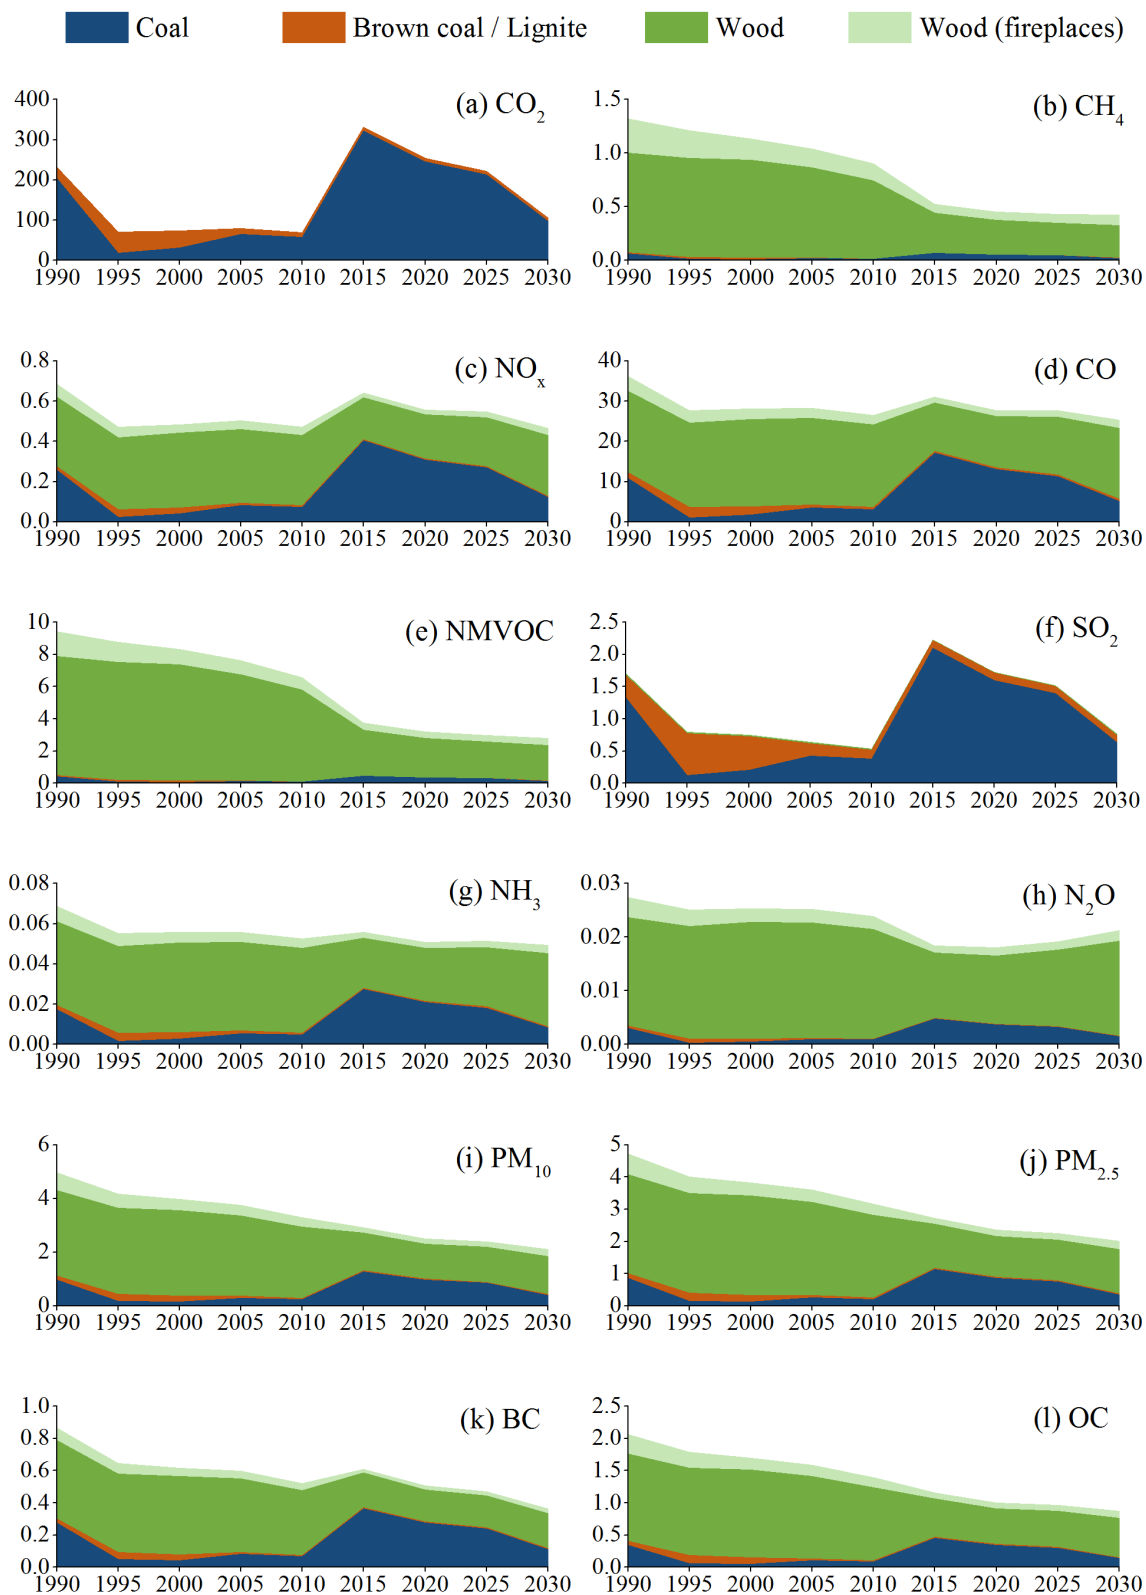 Coal Brown coal / Lignite Wood Wood (fireplaces)
(a) CO2
400
300
200
100
0
1990 1995 2000 2005 2010 2015 2020 2025 2030
(b) CH4
1.5
1.0
0.5
0.0
1990 1995 2000 2005 2010 2015 2020 2025 2030
(c) NOx
0.8
0.6
0.4
0.2
0.0
1990 1995 2000 2005 2010 2015 2020 2025 2030
(d) CO
40
30
20
10
0
1990 1995 2000 2005 2010 2015 2020 2025 2030
(e) NMVOC
10
8
6
4
2
0
1990 1995 2000 2005 2010 2015 2020 2025 2030
(f) SO2
2.5
2.0
1.5
1.0
0.5
0.0
1990 1995 2000 2005 2010 2015 2020 2025 2030
(g) NH3
0.08
0.06
0.04
0.02
0.00
1990 1995 2000 2005 2010 2015 2020 2025 2030
(h) N2O
0.03
0.02
0.01
0.00
1990 1995 2000 2005 2010 2015 2020 2025 2030
(i) PM10
6
4
2
0
1990 1995 2000 2005 2010 2015 2020 2025 2030
(j) PM2.5
5
4
3
2
1
0
1990 1995 2000 2005 2010 2015 2020 2025 2030
(k) BC
1.0
0.8
0.6
0.4
0.2
0.0
1990 1995 2000 2005 2010 2015 2020 2025 2030
(l) OC
2.5
2.0
1.5
1.0
0.5
0.0
1990 1995 2000 2005 2010 2015 2020 2025 2030